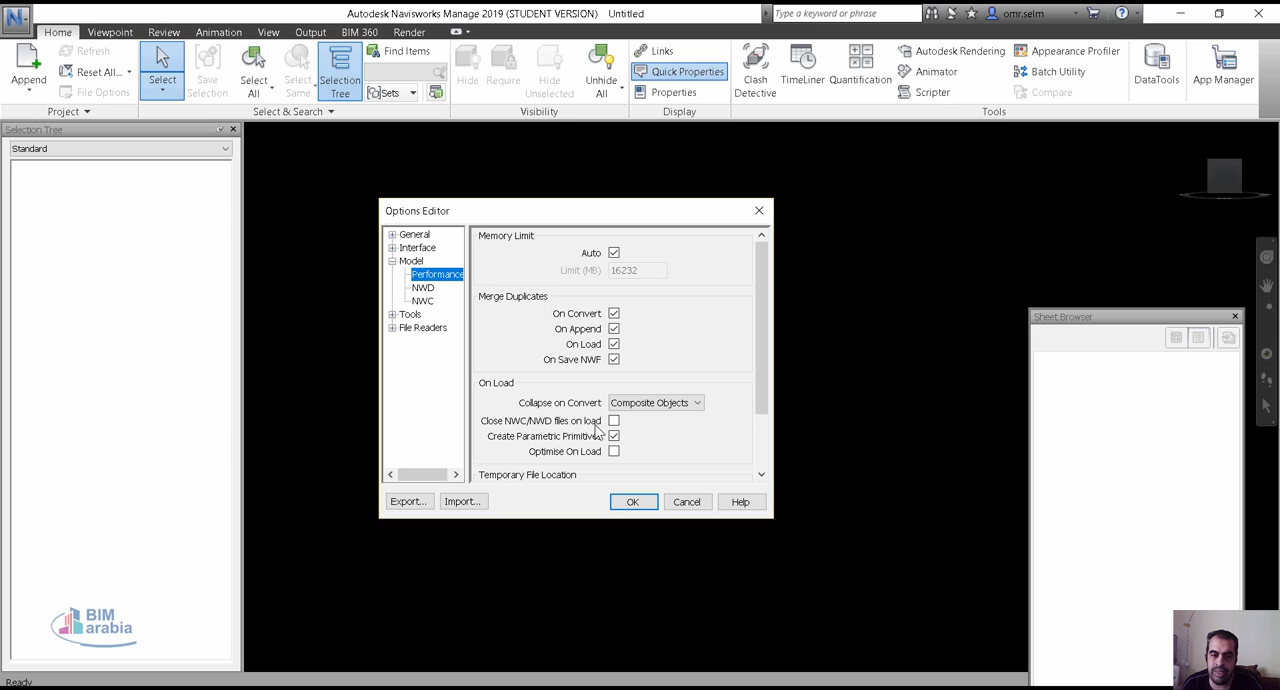 Autodesk Navisworks Manage 2019 (STUDENT VERSION) Untitled
Type a keyword or phrase
omr.selm
Home Viewpoint Review Animation View Output BIM 360 Render
Append
Refresh
Reset All...
File Options
Project
Select
Save Selection
Select All
Select Same
Selection Tree
Find Items
Sets
Select & Search
Hide
Require
Hide Unselected
Unhide All
Visibility
Links
Quick Properties
Properties
Display
Clash Detective
TimeLiner
Quantification
Autodesk Rendering
Animator
Scripter
Appearance Profiler
Batch Utility
Compare
Tools
DataTools
App Manager
Selection Tree
Standard
Options Editor
General
Interface
Model
Performance
NWD
NWC
Tools
File Readers
Memory Limit
Auto
Limit (MB) 16232
Merge Duplicates
On Convert
On Append
On Load
On Save NWF
On Load
Collapse on Convert Composite Objects
Close NWC/NWD files on load
Create Parametric Primitives
Optimise On Load
Temporary File Location
Export... Import... OK Cancel Help
Sheet Browser
BIM
arabia
Ready